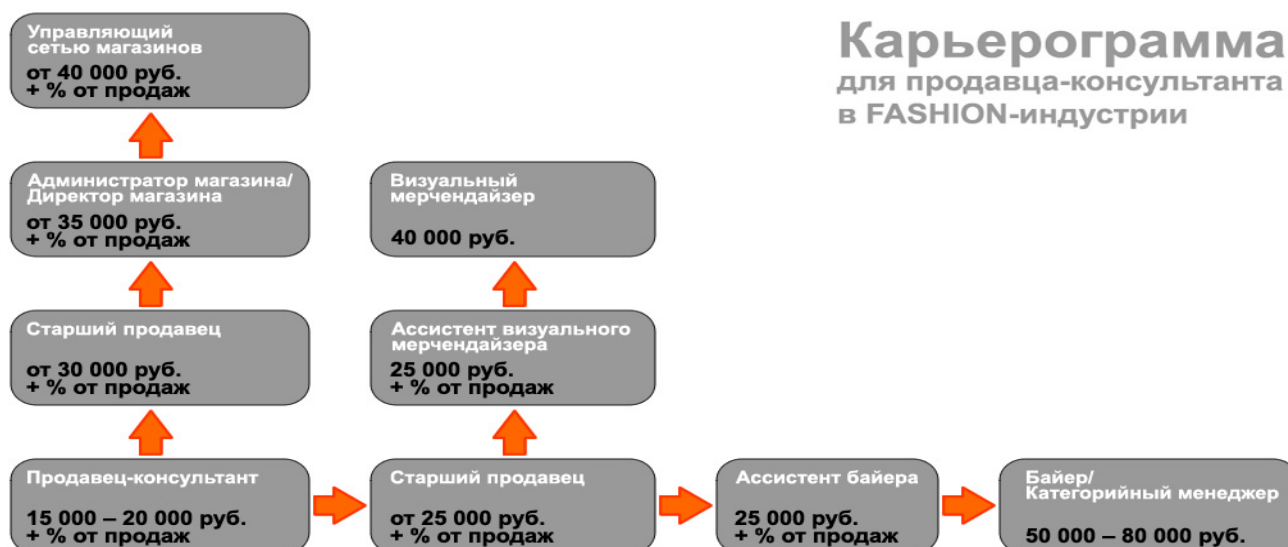 Карьерограмма
для продавца-консультанта
в FASHION-индустрии
Управляющий
сетью магазинов
от 40 000 руб.
+ % от продаж
Администратор магазина/
Директор магазина
от 35 000 руб.
+ % от продаж
Визуальный
мерчендайзер
40 000 руб.
Старший продавец
от 30 000 руб.
+ % от продаж
Ассистент визуального
мерчендайзера
25 000 руб.
+ % от продаж
Продавец-консультант
15 000 – 20 000 руб.
+ % от продаж
Старший продавец
от 25 000 руб.
+ % от продаж
Ассистент байера
25 000 руб.
+ % от продаж
Байер/
Категорийный менеджер
50 000 – 80 000 руб.